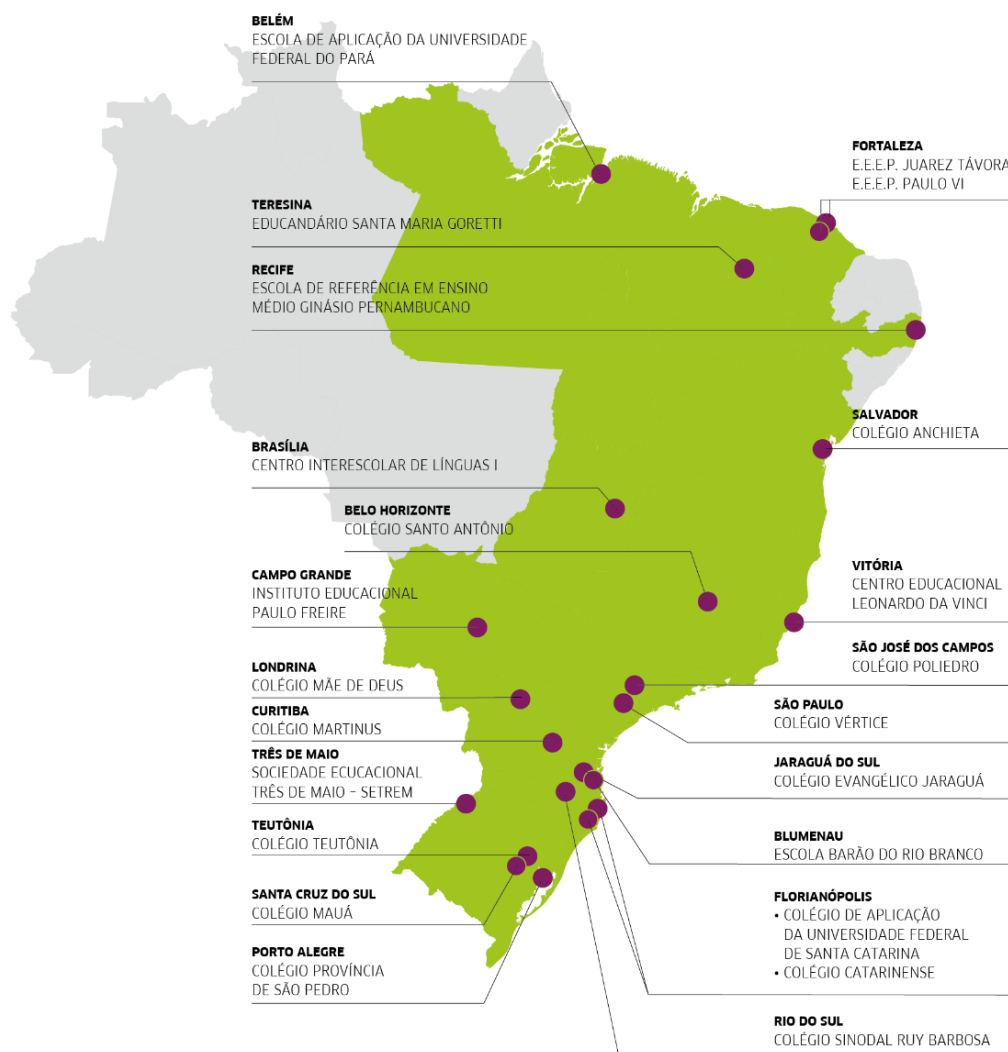 BELÉM
ESCOLA DE APLICAÇÃO DA UNIVERSIDADE
FEDERAL DO PARÁ
FORTALEZA
E.E.E.P. JUAREZ TÁVORA
E.E.E.P. PAULO VI
TERESINA
EDUCANDÁRIO SANTA MARIA GORETTI
RECIFE
ESCOLA DE REFERÊNCIA EM ENSINO
MÉDIO GINÁSIO PERNAMBUCANO
SALVADOR
COLÉGIO ANCHIETA
BRASÍLIA
CENTRO INTERESCOLAR DE LÍNGUAS I
BELO HORIZONTE
COLÉGIO SANTO ANTÔNIO
VITÓRIA
CENTRO EDUCACIONAL
LEONARDO DA VINCI
CAMPO GRANDE
INSTITUTO EDUCACIONAL
PAULO FREIRE
SÃO JOSÉ DOS CAMPOS
COLÉGIO POLIEDRO
LONDRINA
COLÉGIO MÃE DE DEUS
SÃO PAULO
COLÉGIO VÉRTICE
CURITIBA
COLÉGIO MARTINUS
TRÊS DE MAIO
SOCIEDADE ECUCACIONAL
TRÊS DE MAIO - SETREM
JARAGUÁ DO SUL
COLÉGIO EVANGÉLICO JARAGUÁ
TEUTÔNIA
COLÉGIO TEUTÔNIA
BLUMENAU
ESCOLA BARÃO DO RIO BRANCO
SANTA CRUZ DO SUL
COLÉGIO MAUÁ
FLORIANÓPOLIS
• COLÉGIO DE APLICAÇÃO
DA UNIVERSIDADE FEDERAL
DE SANTA CATARINA
• COLÉGIO CATARINENSE
PORTO ALEGRE
COLÉGIO PROVÍNCIA
DE SÃO PEDRO
RIO DO SUL
COLÉGIO SINODAL RUY BARBOSA